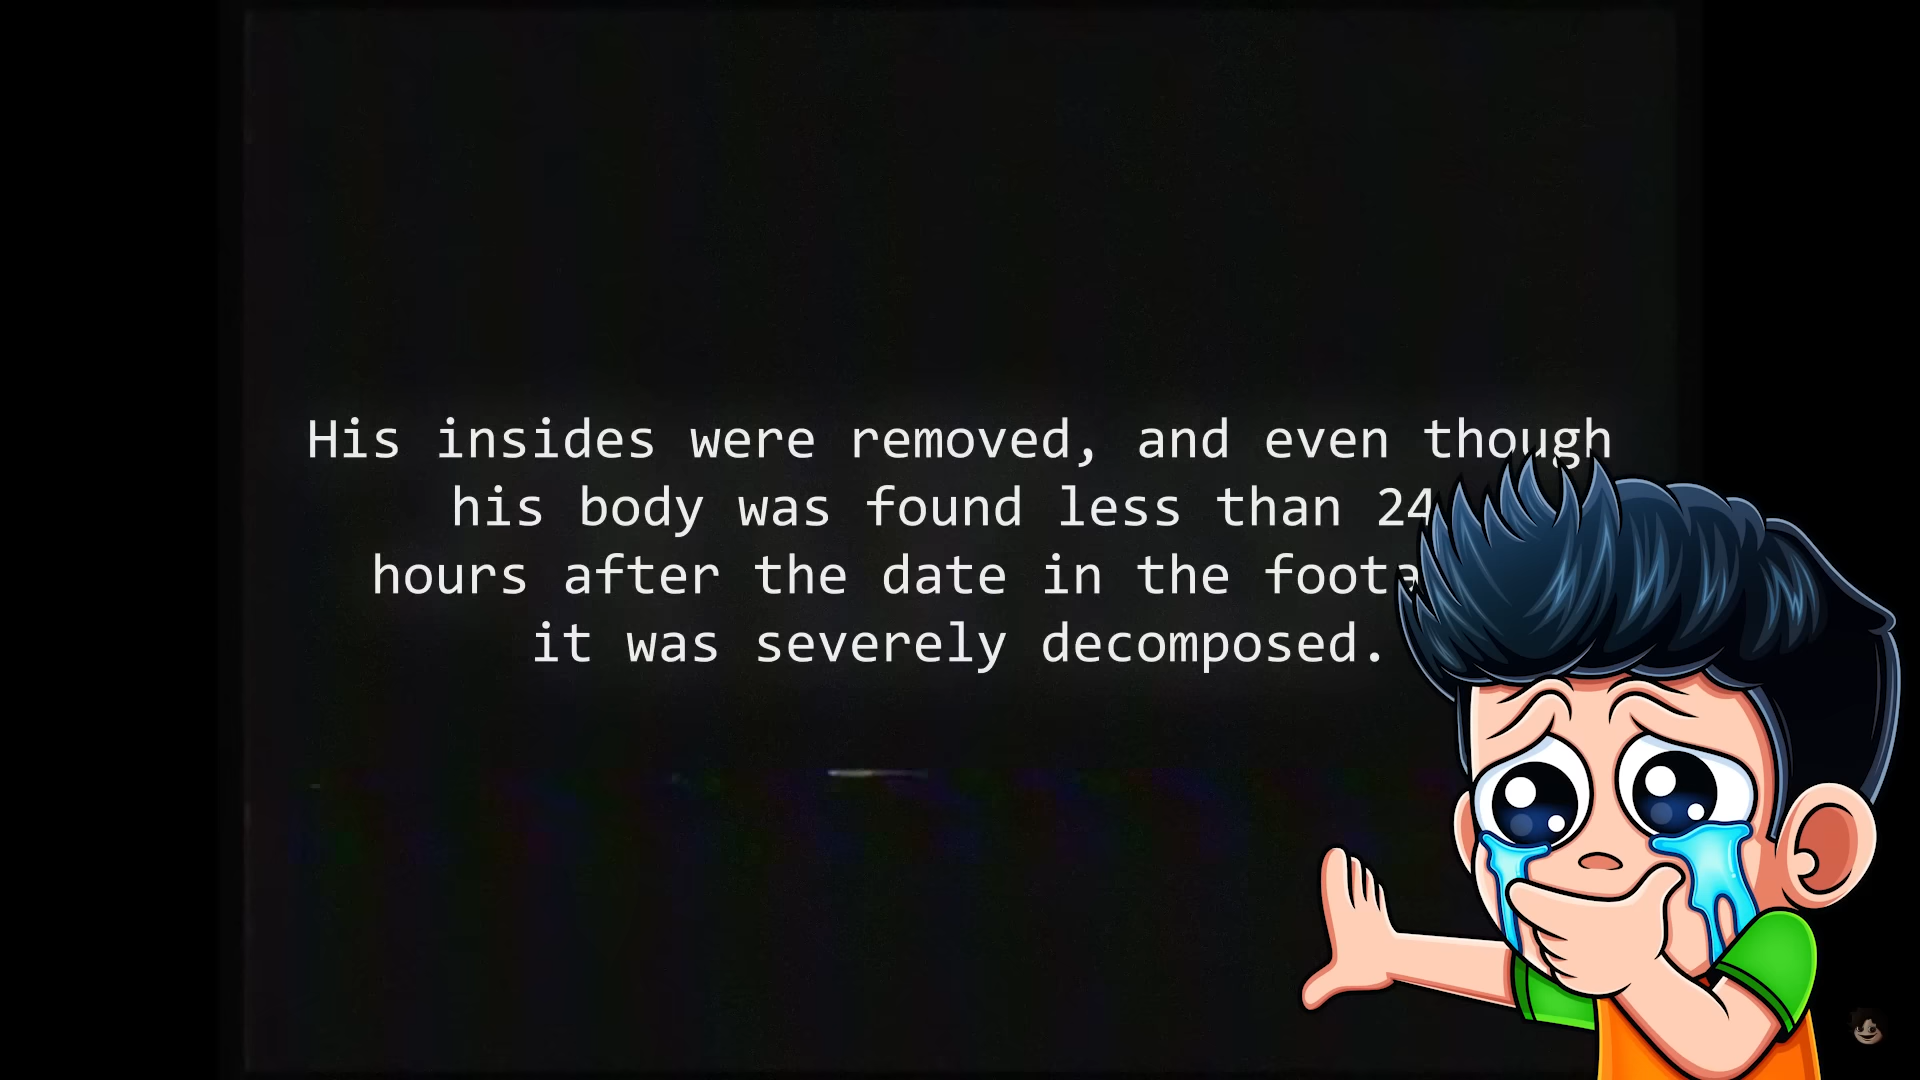 His insides were removed, and even though
his body was found less than 24
hours after the date in the
it was severely decomposed.